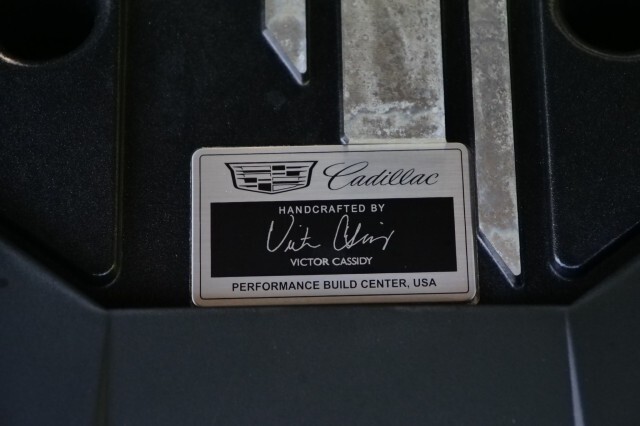 Cadillac
HANDCRAFTED BY
VICTOR CASSIDY
PERFORMANCE BUILD CENTER, USA